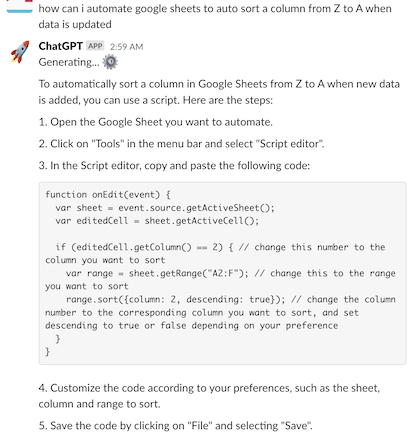 how can i automate google sheets to auto sort a column from Z to A when
data is updated
ChatGPT APP 2:59 AM
Generating...
To automatically sort a column in Google Sheets from Z to A when new data
is added, you can use a script. Here are the steps:
1. Open the Google Sheet you want to automate.
2. Click on "Tools" in the menu bar and select "Script editor".
3. In the Script editor, copy and paste the following code:
function onEdit(event) {
var sheet = event.source.getActiveSheet();
var editedCell = sheet.getActiveCell();
if (editedCell.getColumn() == 2) { // change this number to the
column you want to sort
var range = sheet.getRange("A2:F"); // change this to the range
you want to sort
range.sort({column: 2, descending: true}); // change the column
number to the corresponding column you want to sort, and set
descending to true or false depending on your preference
}
}
4. Customize the code according to your preferences, such as the sheet,
column and range to sort.
5. Save the code by clicking on "File" and selecting "Save".